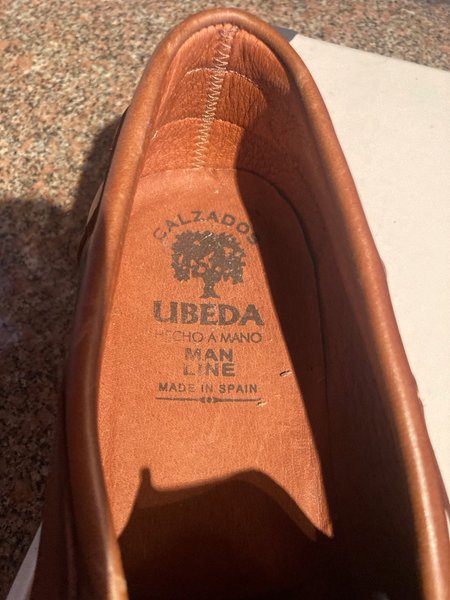 CALZADOS
UBEDA
HECHO A MANO
MAN
LINE
MADE IN SPAIN